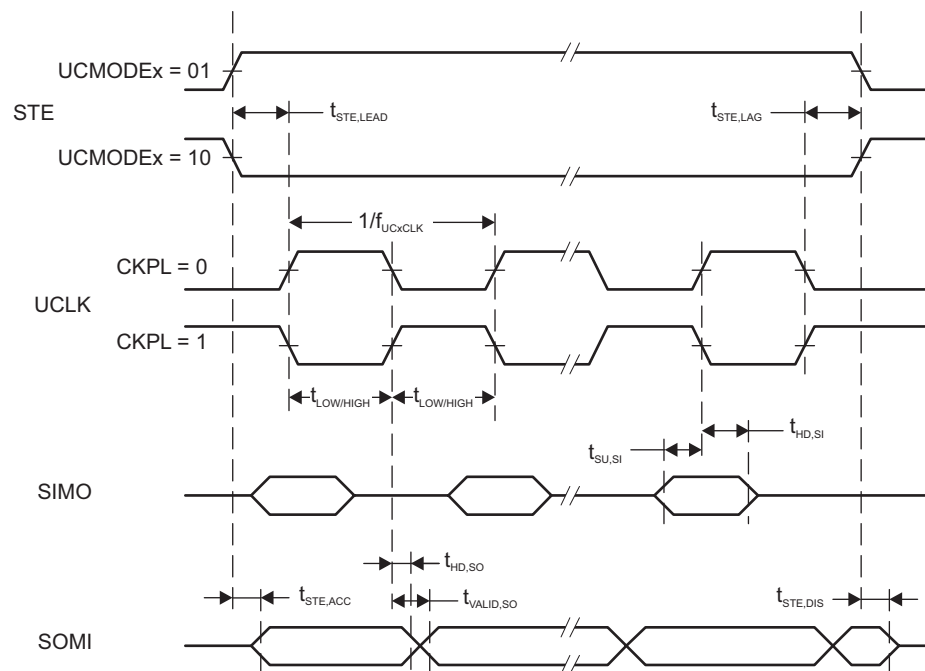 UCMODEx = 01
STE
t_STE,LEAD
t_STE,LAG
UCMODEx = 10
1/f_UCxCLK
CKPL = 0
UCLK
CKPL = 1
t_LOW/HIGH
t_LOW/HIGH
t_HD,SI
t_SU,SI
SIMO
t_HD,SO
t_STE,ACC
t_VALID,SO
t_STE,DIS
SOMI